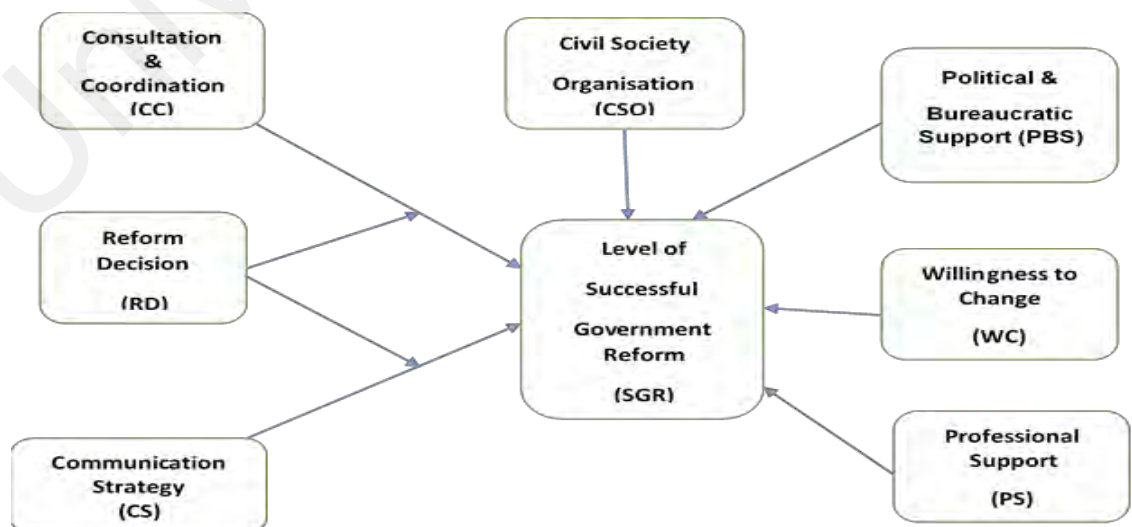 Consultation
&
Coordination
(CC)
Civil Society
Organisation
(CSO)
Political &
Bureaucratic
Support (PBS)
Reform
Decision
(RD)
Level of
Successful
Government
Reform
(SGR)
Willingness to
Change
(WC)
Communication
Strategy
(CS)
Professional
Support
(PS)